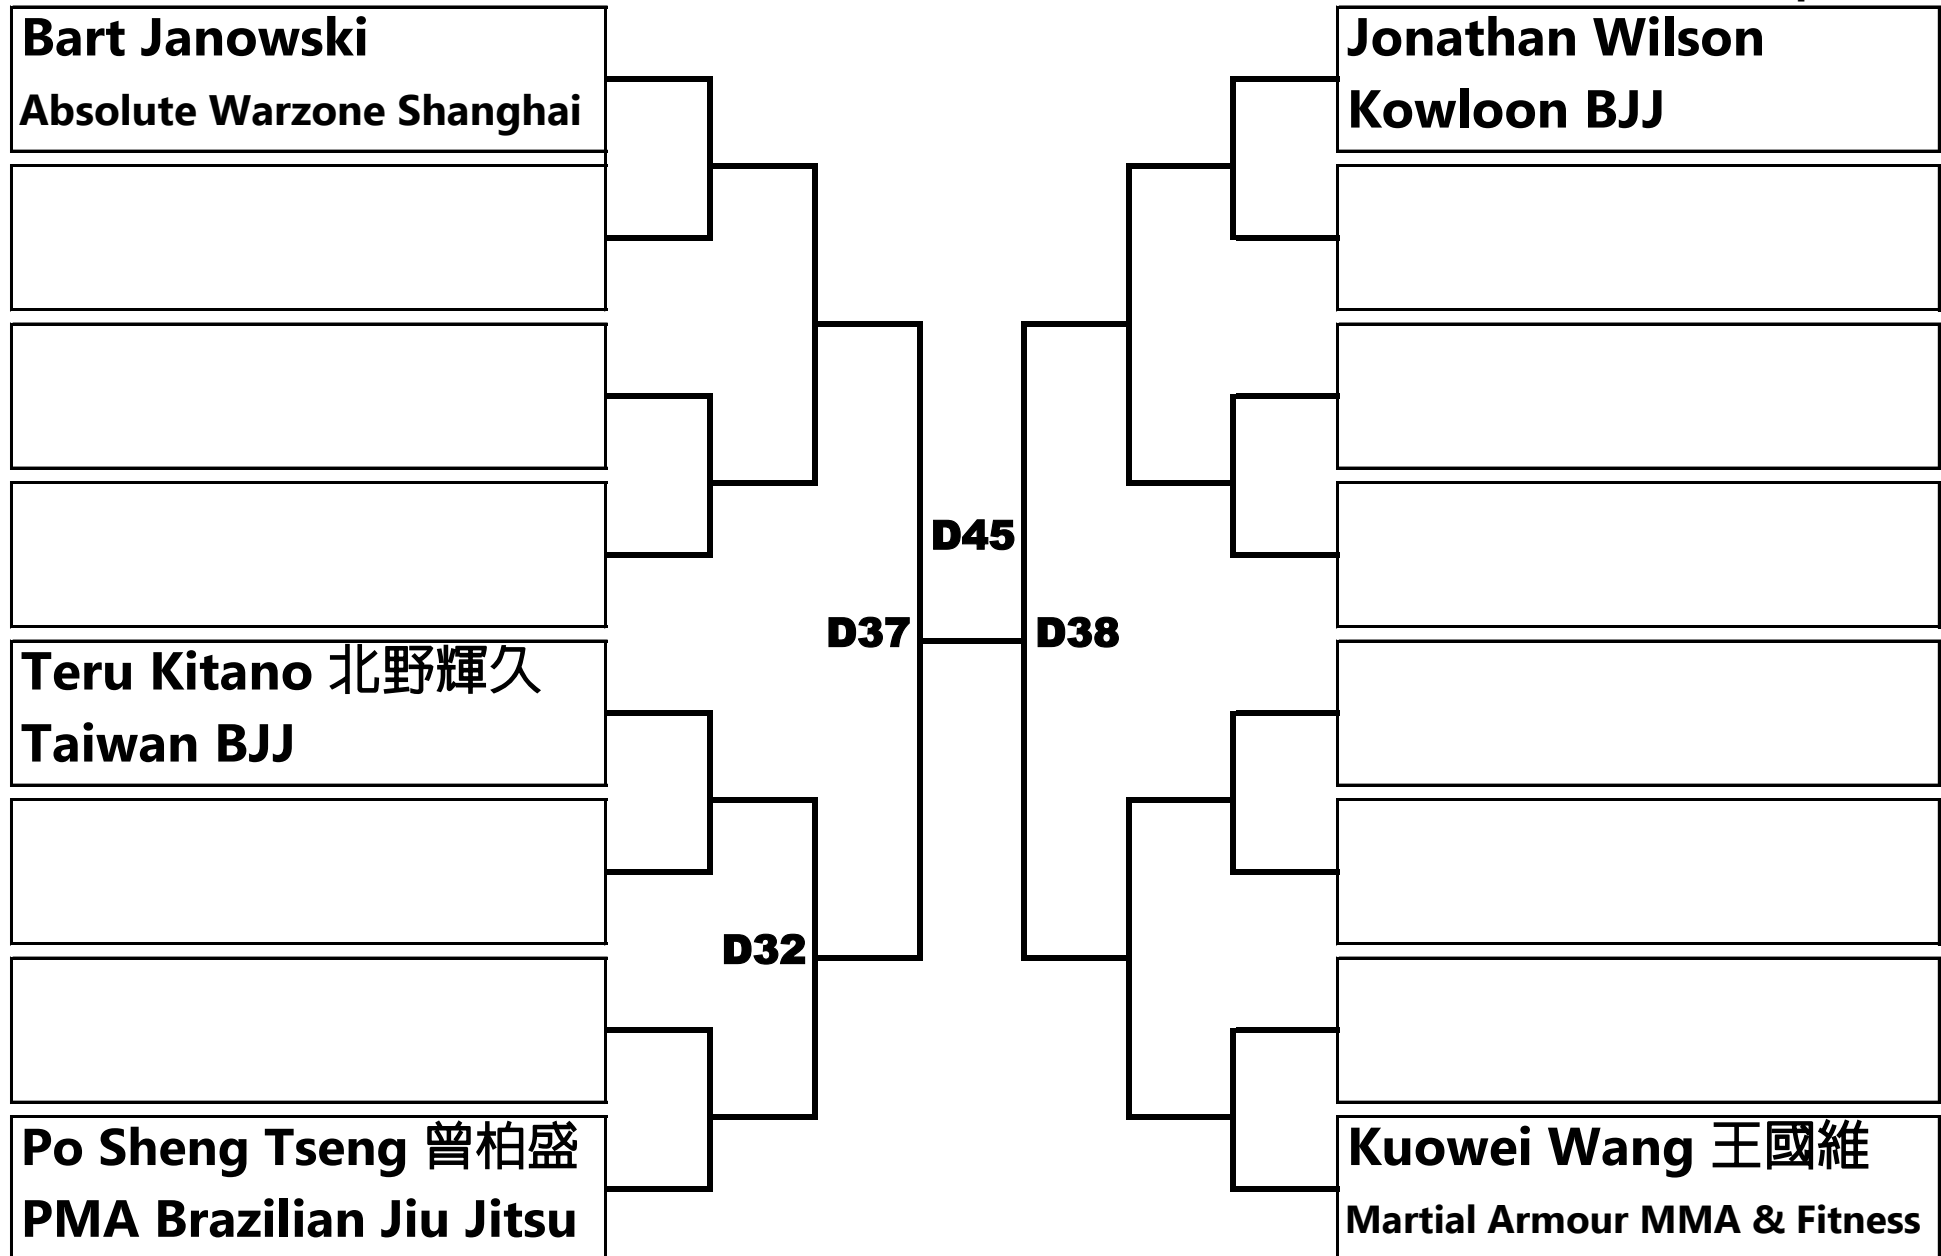 Bart Janowski
Absolute Warzone Shanghai
Jonathan Wilson
Kowloon BJJ
D45
D37
D38
Teru Kitano 北野輝久
Taiwan BJJ
D32
Po Sheng Tseng 曾柏盛
PMA Brazilian Jiu Jitsu
Kuowei Wang 王國維
Martial Armour MMA & Fitness